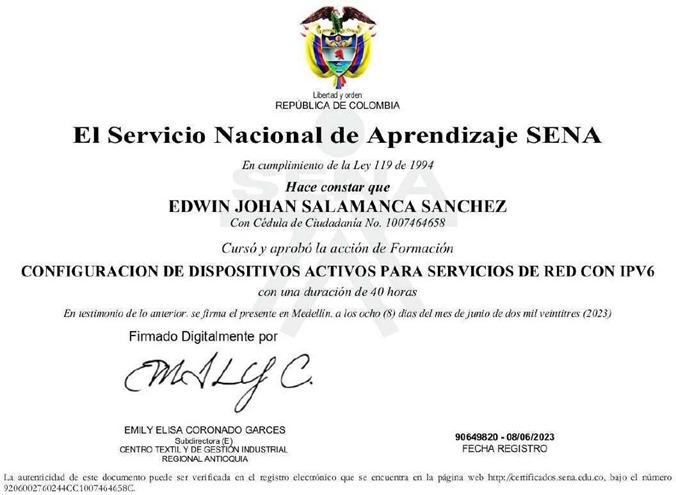 Libertad y orden
REPÚBLICA DE COLOMBIA
El Servicio Nacional de Aprendizaje SENA
En cumplimiento de la Ley 119 de 1994
Hace constar que
EDWIN JOHAN SALAMANCA SANCHEZ
Con Cédula de Ciudadanía No. 1007464658
Cursó y aprobó la acción de Formación
CONFIGURACION DE DISPOSITIVOS ACTIVOS PARA SERVICIOS DE RED CON IPV6
con una duración de 40 horas
En testimonio de lo anterior, se firma el presente en Medellín, a los ocho (8) días del mes de junio de dos mil veintitres (2023)
Firmado Digitalmente por
EMILY C.
EMILY ELISA CORONADO GARCES
Subdirectora (E)
CENTRO TEXTIL Y DE GESTIÓN INDUSTRIAL
REGIONAL ANTIOQUIA
90649820 - 08/06/2023
FECHA REGISTRO
La autenticidad de este documento puede ser verificada en el registro electrónico que se encuentra en la página web http://certificados.sena.edu.co, bajo el número
9206002760244CC1007464658C.
SENA